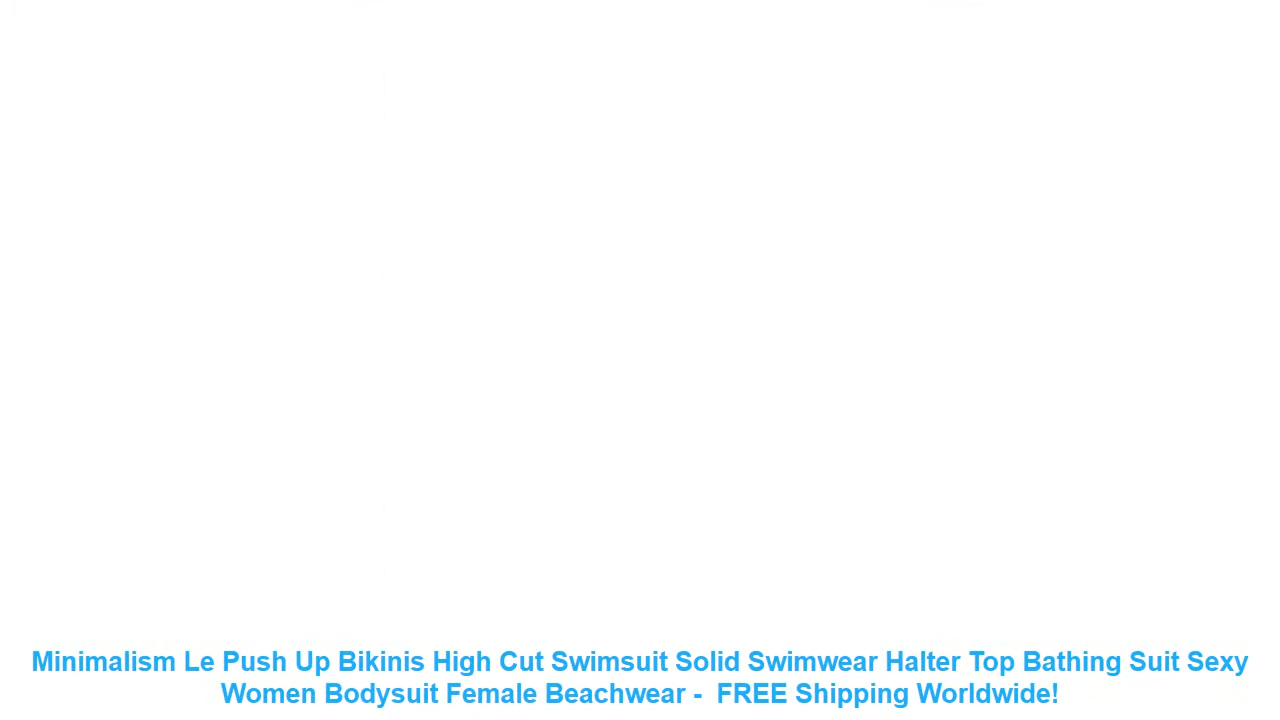 Minimalism Le Push Up Bikinis High Cut Swimsuit Solid Swimwear Halter Top Bathing Suit Sexy
Women Bodysuit Female Beachwear -  FREE Shipping Worldwide!